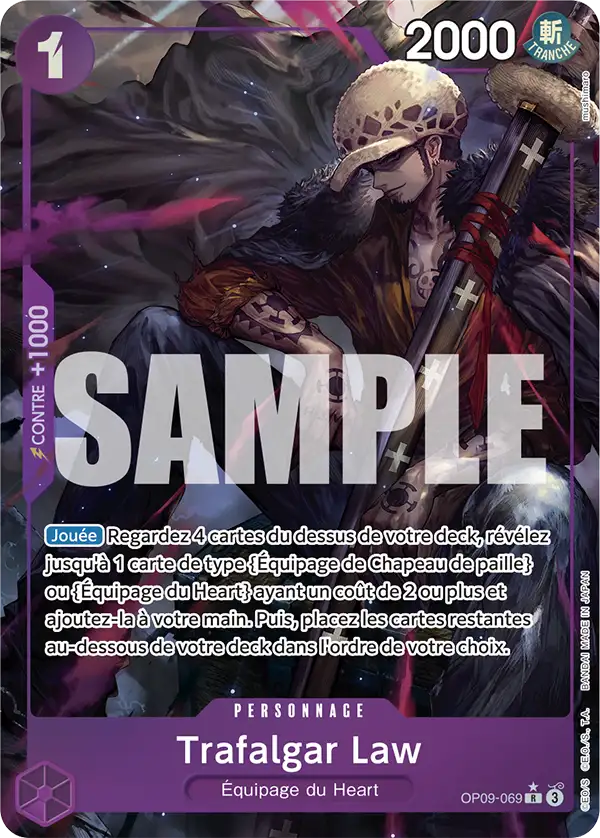 1
2000
斬
TRANCHE
mushimaro
CONTRE +1000
SAMPLE
Jouée Regardez 4 cartes du dessus de votre deck, révélez
jusqu'à 1 carte de type {Équipage de Chapeau de paille}
ou {Équipage du Heart} ayant un coût de 2 ou plus et
ajoutez-la à votre main. Puis, placez les cartes restantes
au-dessous de votre deck dans l'ordre de votre choix.
PERSONNAGE
Trafalgar Law
Équipage du Heart
OP09-069 R 3
©EO/S ©E.O./S., T.A. BANDAI MADE IN JAPAN